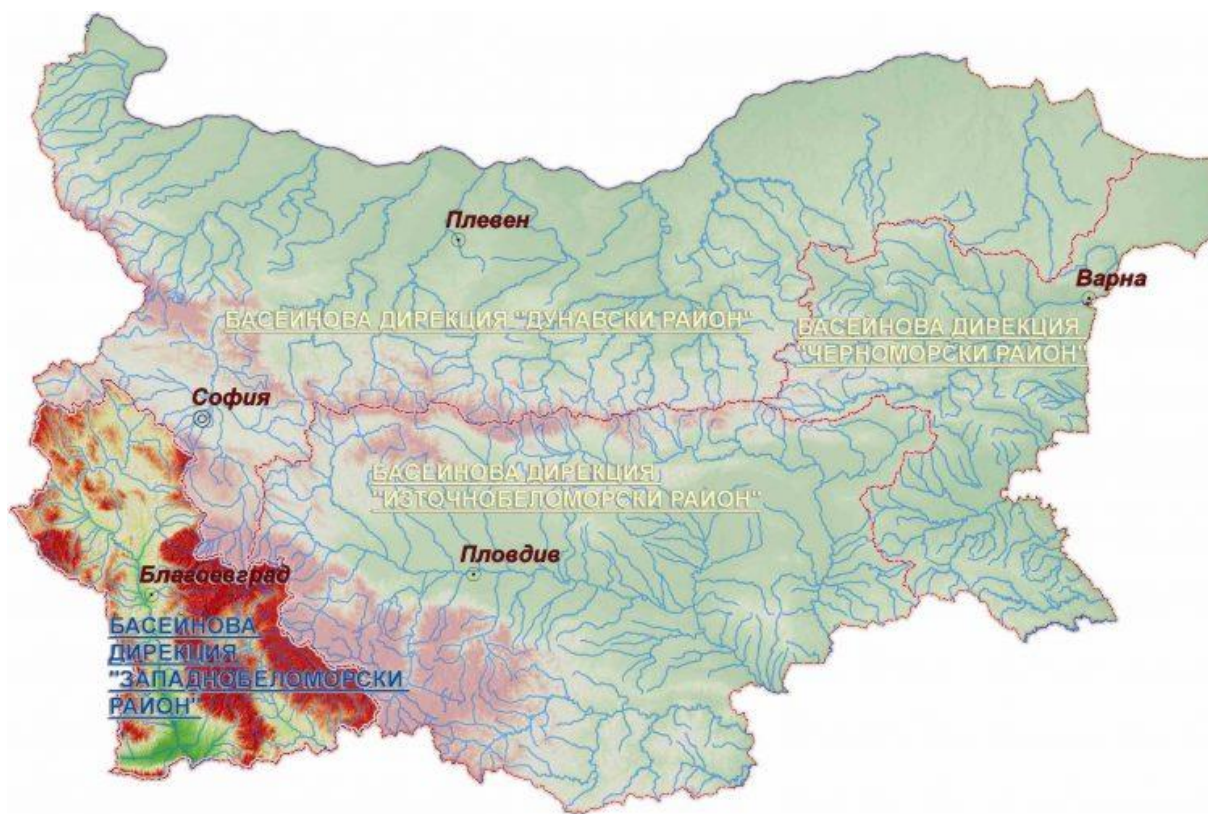 Плевен
Варна
БАСЕЙНОВА ДИРЕКЦИЯ "ДУНАВСКИ РАЙОН"
БАСЕЙНОВА ДИРЕКЦИЯ
"ЧЕРНОМОРСКИ РАЙОН"
София
БАСЕЙНОВА ДИРЕКЦИЯ
"ИЗТОЧНОБЕЛОМОРСКИ РАЙОН"
Пловдив
Благоевград
БАСЕЙНОВА
ДИРЕКЦИЯ
"ЗАПАДНОБЕЛОМОРСКИ
РАЙОН"